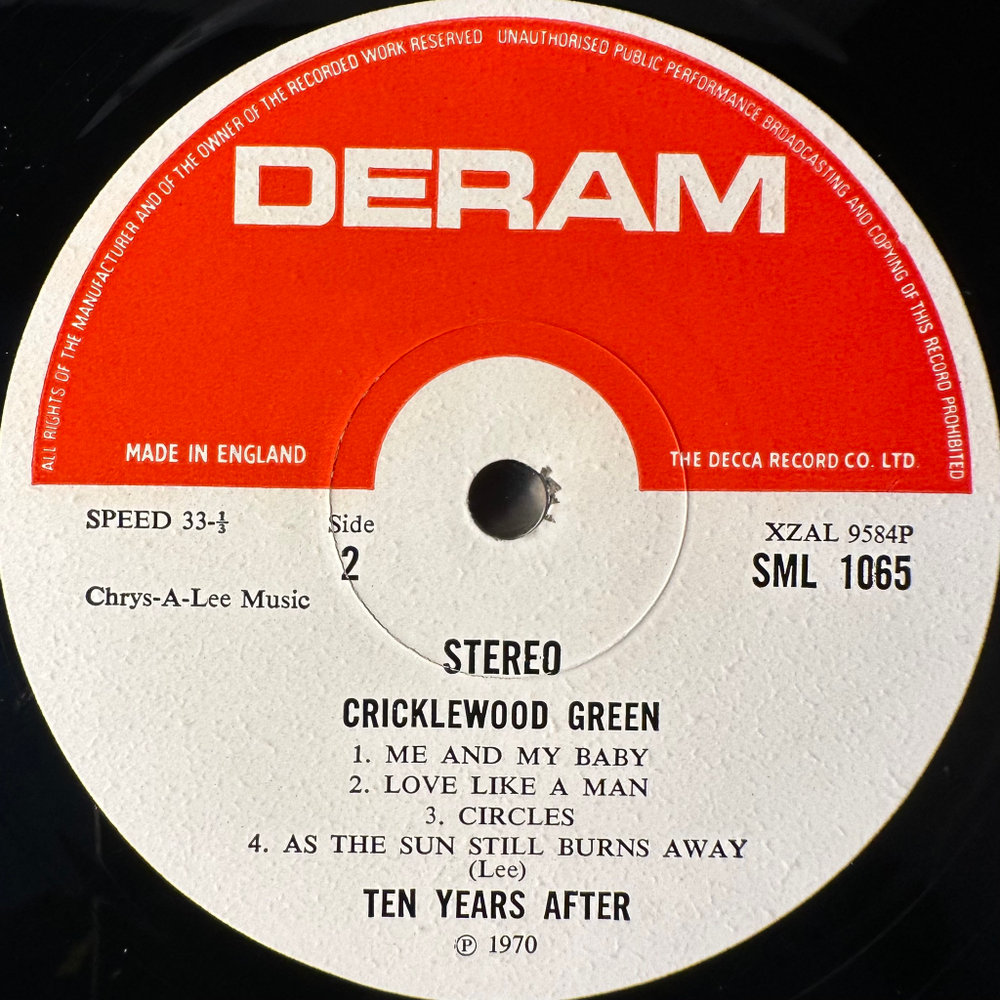 ALL RIGHTS OF THE MANUFACTURER AND OF THE OWNER OF THE RECORDED WORK RESERVED UNAUTHORISED PUBLIC PERFORMANCE BROADCASTING AND COPYING OF THIS RECORD PROHIBITED
DERAM
MADE IN ENGLAND
THE DECCA RECORD CO. LTD.
SPEED 33-⅓
Side
2
XZAL 9584P
SML 1065
Chrys-A-Lee Music
STEREO
CRICKLEWOOD GREEN
1. ME AND MY BABY
2. LOVE LIKE A MAN
3. CIRCLES
4. AS THE SUN STILL BURNS AWAY
(Lee)
TEN YEARS AFTER
℗ 1970